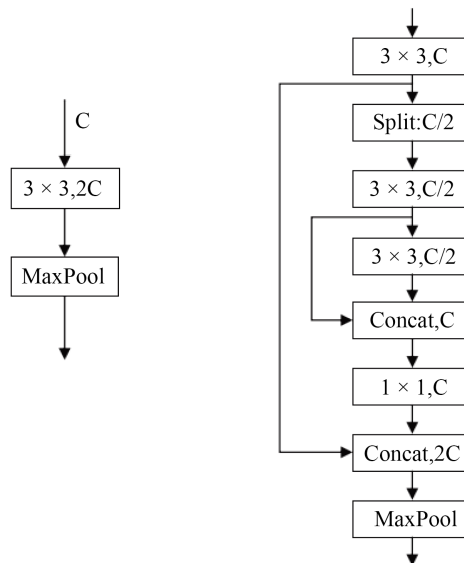 C
3 × 3,2C
MaxPool
3 × 3,C
Split:C/2
3 × 3,C/2
3 × 3,C/2
Concat,C
1 × 1,C
Concat,2C
MaxPool